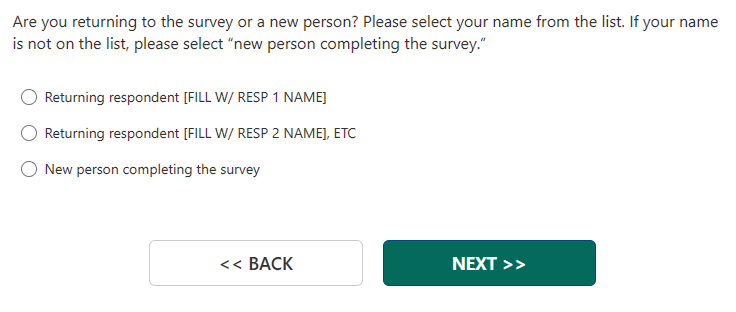 Are you returning to the survey or a new person? Please select your name from the list. If your name
is not on the list, please select “new person completing the survey.”
Returning respondent [FILL W/ RESP 1 NAME]
Returning respondent [FILL W/ RESP 2 NAME], ETC
New person completing the survey
<< BACK
NEXT >>